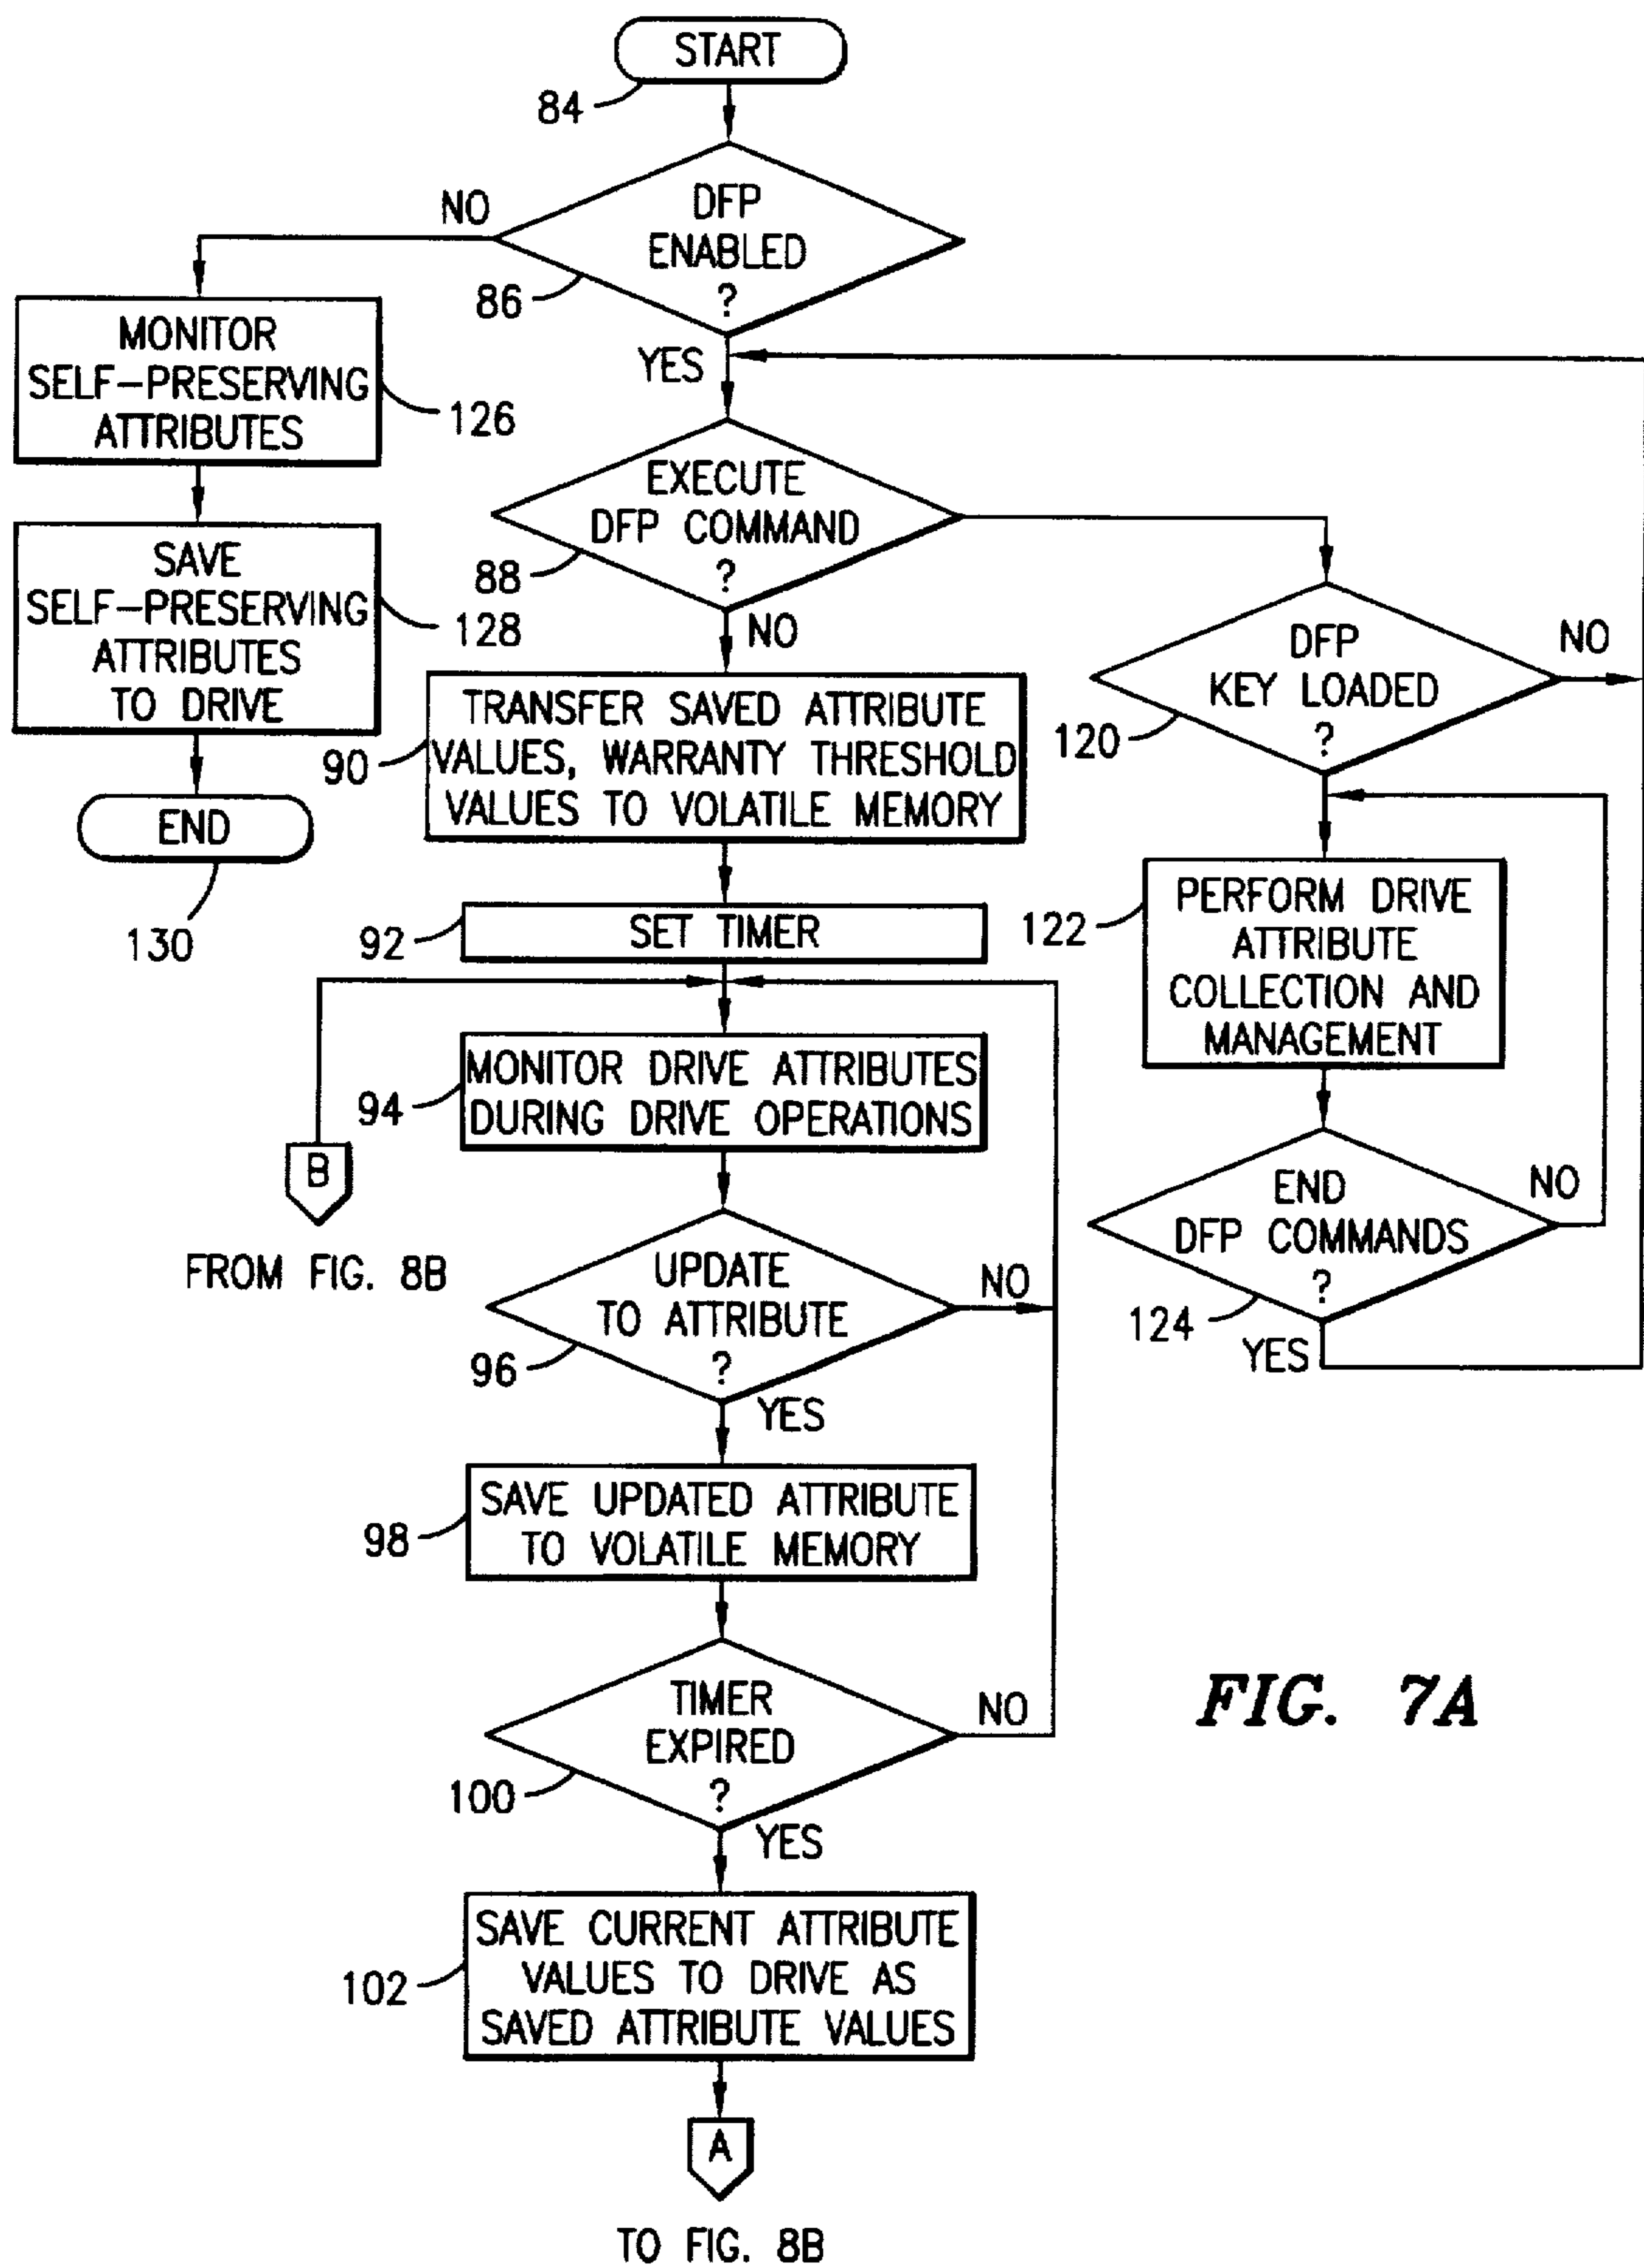 START
84
DFP
ENABLED
?
86
NO
YES
MONITOR
SELF-PRESERVING
ATTRIBUTES
126
SAVE
SELF-PRESERVING
ATTRIBUTES
TO DRIVE
128
END
130
EXECUTE
DFP COMMAND
?
88
NO
TRANSFER SAVED ATTRIBUTE
VALUES, WARRANTY THRESHOLD
VALUES TO VOLATILE MEMORY
90
SET TIMER
92
MONITOR DRIVE ATTRIBUTES
DURING DRIVE OPERATIONS
94
B
FROM FIG. 8B
UPDATE
TO ATTRIBUTE
?
96
NO
YES
SAVE UPDATED ATTRIBUTE
TO VOLATILE MEMORY
98
TIMER
EXPIRED
?
100
NO
YES
SAVE CURRENT ATTRIBUTE
VALUES TO DRIVE AS
SAVED ATTRIBUTE VALUES
102
A
TO FIG. 8B
DFP
KEY LOADED
?
120
NO
PERFORM DRIVE
ATTRIBUTE
COLLECTION AND
MANAGEMENT
122
END
DFP COMMANDS
?
124
NO
YES
FIG. 7A